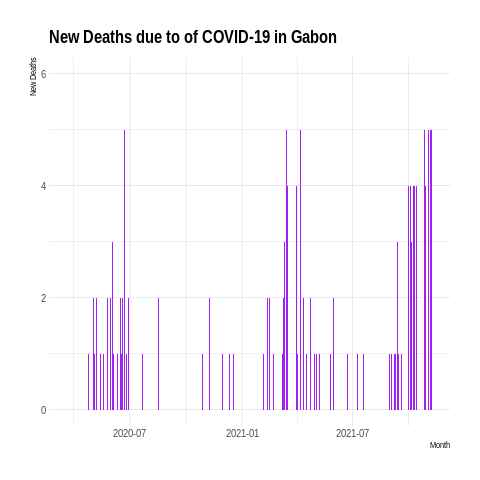 New Deaths due to of COVID-19 in Gabon
New Deaths
6
4
2
0
2020-07
2021-01
2021-07
Month